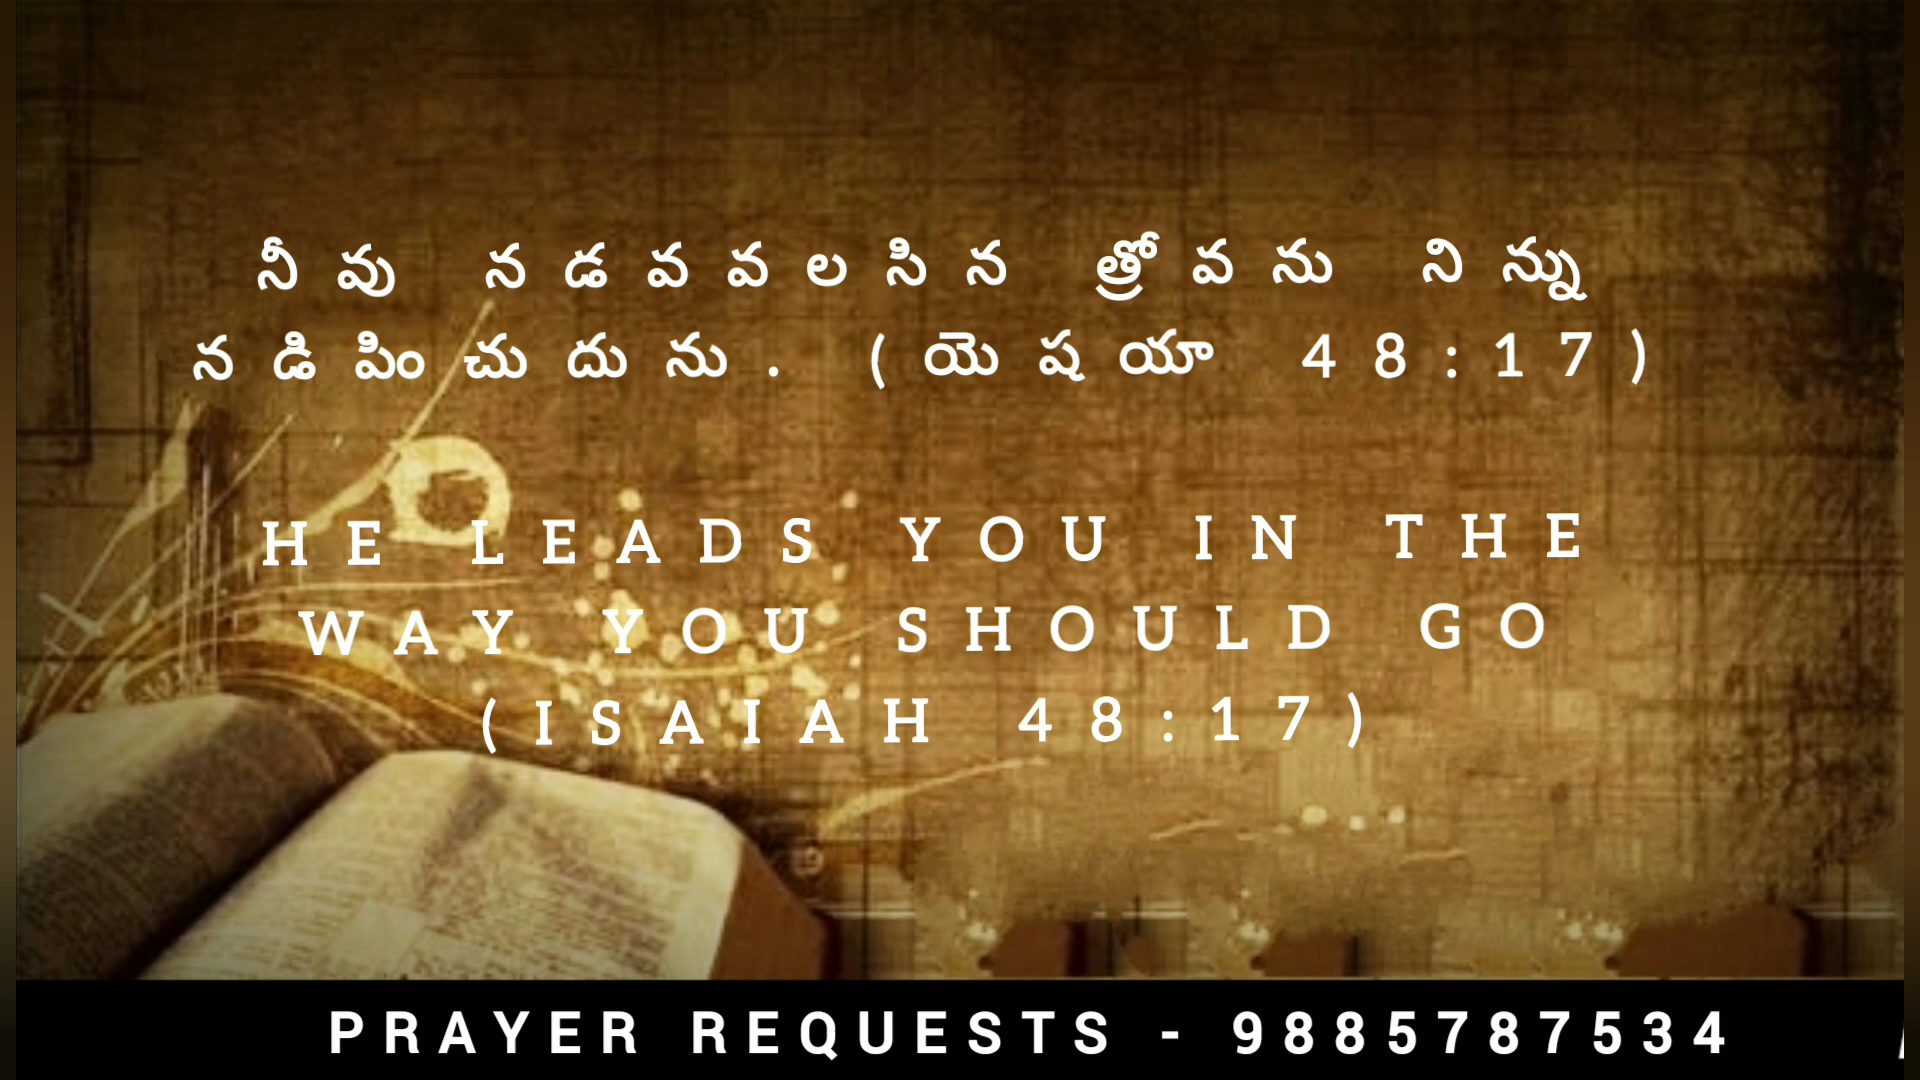 నీవు నడవవలసిన త్రోవను నిన్ను
నడిపించుదును. (యెషయా 48:17)
HE LEADS YOU IN THE
WAY YOU SHOULD GO
(ISAIAH 48:17)
PRAYER REQUESTS - 9885787534